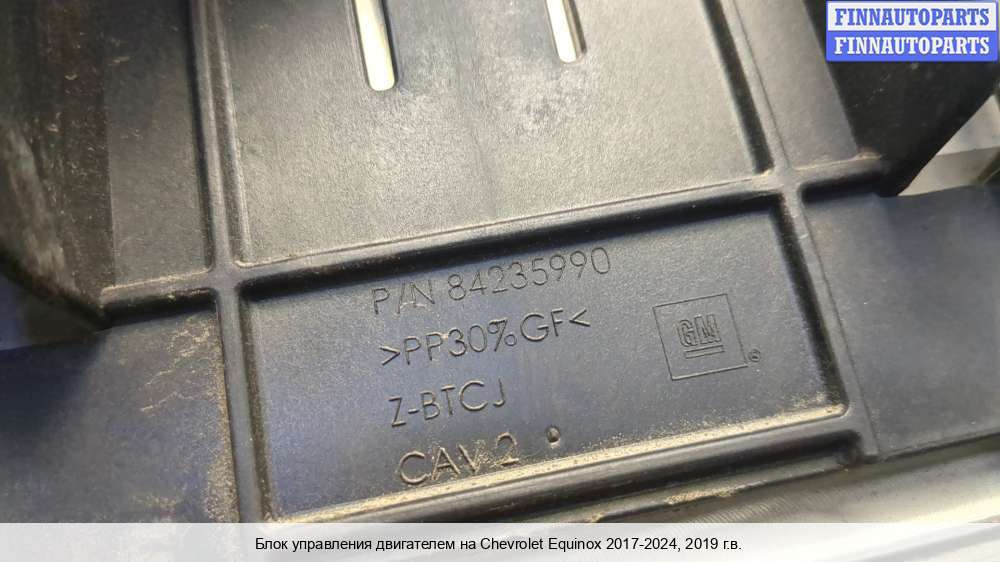 FINNAUTOPARTS
FINNAUTOPARTS
P/N 84235990
>PP30%GF<
GM
®
Z-BTCJ
CAV 2
Блок управления двигателем на Chevrolet Equinox 2017-2024, 2019 г.в.